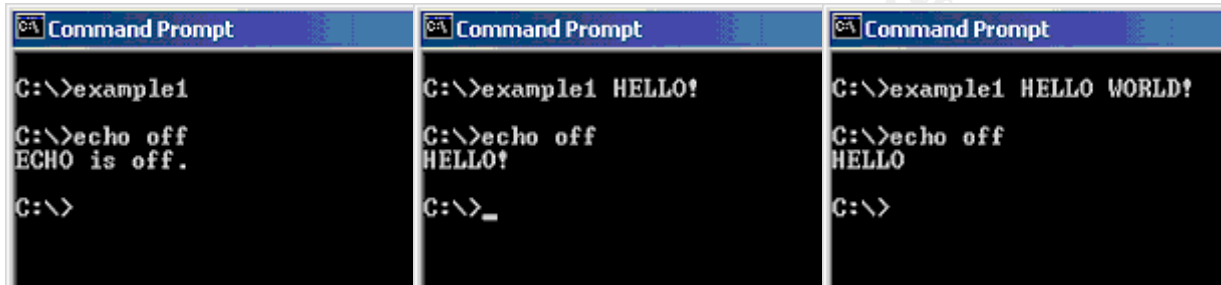 Command Prompt
C:\>example1
C:\>echo off
ECHO is off.
C:\>
Command Prompt
C:\>example1 HELLO!
C:\>echo off
HELLO!
C:\>_
Command Prompt
C:\>example1 HELLO WORLD!
C:\>echo off
HELLO
C:\>